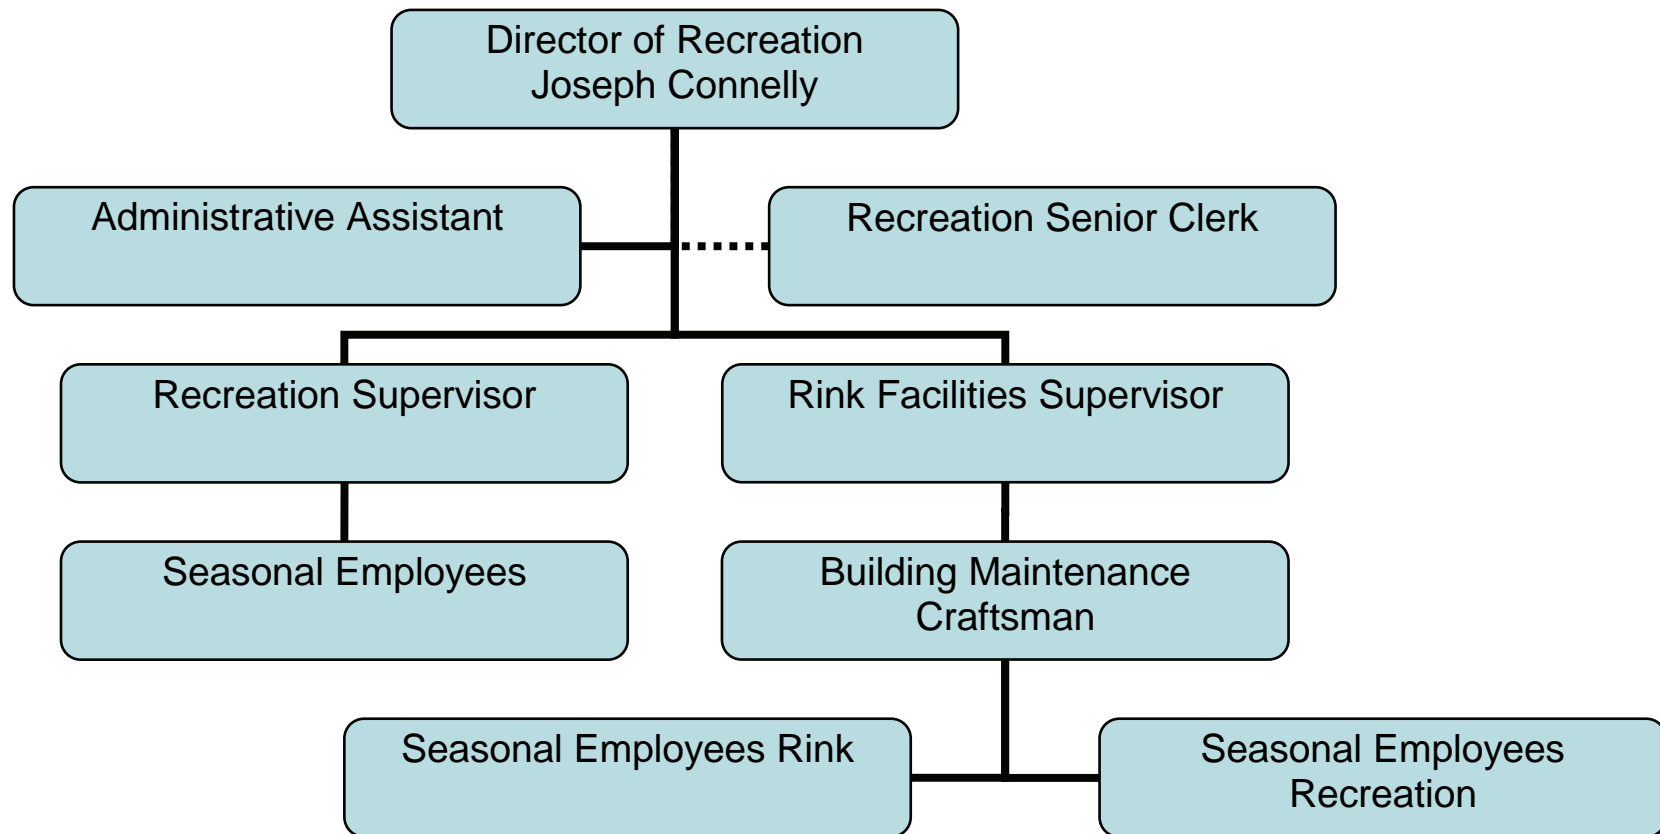 Director of Recreation
Joseph Connelly
Administrative Assistant
Recreation Senior Clerk
Recreation Supervisor
Rink Facilities Supervisor
Seasonal Employees
Building Maintenance
Craftsman
Seasonal Employees Rink
Seasonal Employees
Recreation